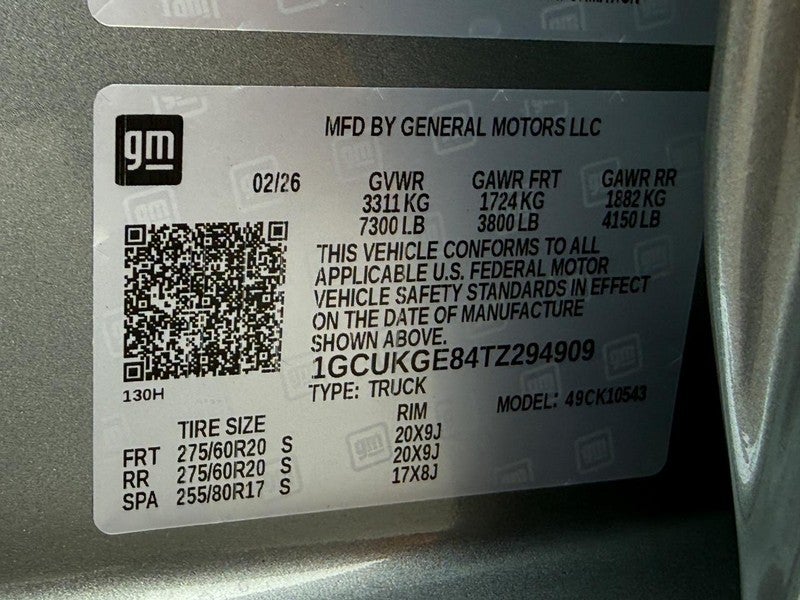 gm
MFD BY GENERAL MOTORS LLC
02/26 GVWR GAWR FRT GAWR RR
3311 KG 1724 KG 1882 KG
7300 LB 3800 LB 4150 LB
THIS VEHICLE CONFORMS TO ALL
APPLICABLE U.S. FEDERAL MOTOR
VEHICLE SAFETY STANDARDS IN EFFECT
ON THE DATE OF MANUFACTURE
SHOWN ABOVE.
1GCUKGE84TZ294909
130H
TYPE: TRUCK MODEL: 49CK10543
TIRE SIZE RIM
FRT 275/60R20 S 20X9J
RR 275/60R20 S 20X9J
SPA 255/80R17 S 17X8J